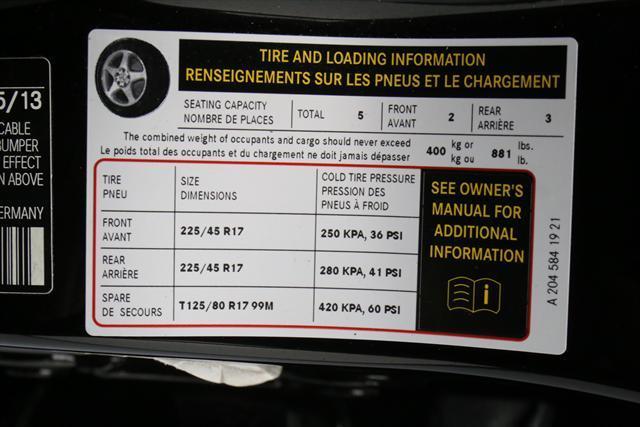 5/13
CABLE
BUMPER
EFFECT
N ABOVE
GERMANY
TIRE AND LOADING INFORMATION
RENSEIGNEMENTS SUR LES PNEUS ET LE CHARGEMENT
SEATING CAPACITY
NOMBRE DE PLACES
TOTAL 5
FRONT
AVANT
2
REAR
ARRIÈRE
3
The combined weight of occupants and cargo should never exceed
Le poids total des occupants et du chargement ne doit jamais dépasser
400 kg or
kg ou
881 lbs.
lb.
TIRE
PNEU
SIZE
DIMENSIONS
COLD TIRE PRESSURE
PRESSION DES
PNEUS À FROID
FRONT
AVANT
225/45 R17
250 KPA, 36 PSI
REAR
ARRIÈRE
225/45 R17
280 KPA, 41 PSI
SPARE
DE SECOURS
T125/80 R17 99M
420 KPA, 60 PSI
SEE OWNER'S
MANUAL FOR
ADDITIONAL
INFORMATION
i
A 204 584 19 21